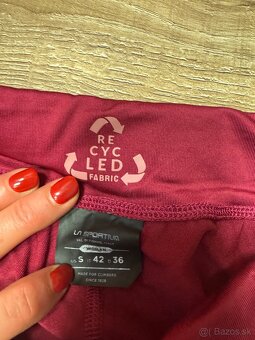 RE
CYC
LED
FABRIC
LA SPORTIVA
S 42 36
MADE FOR CLIMBERS
SINCE 1928
Bazos.sk